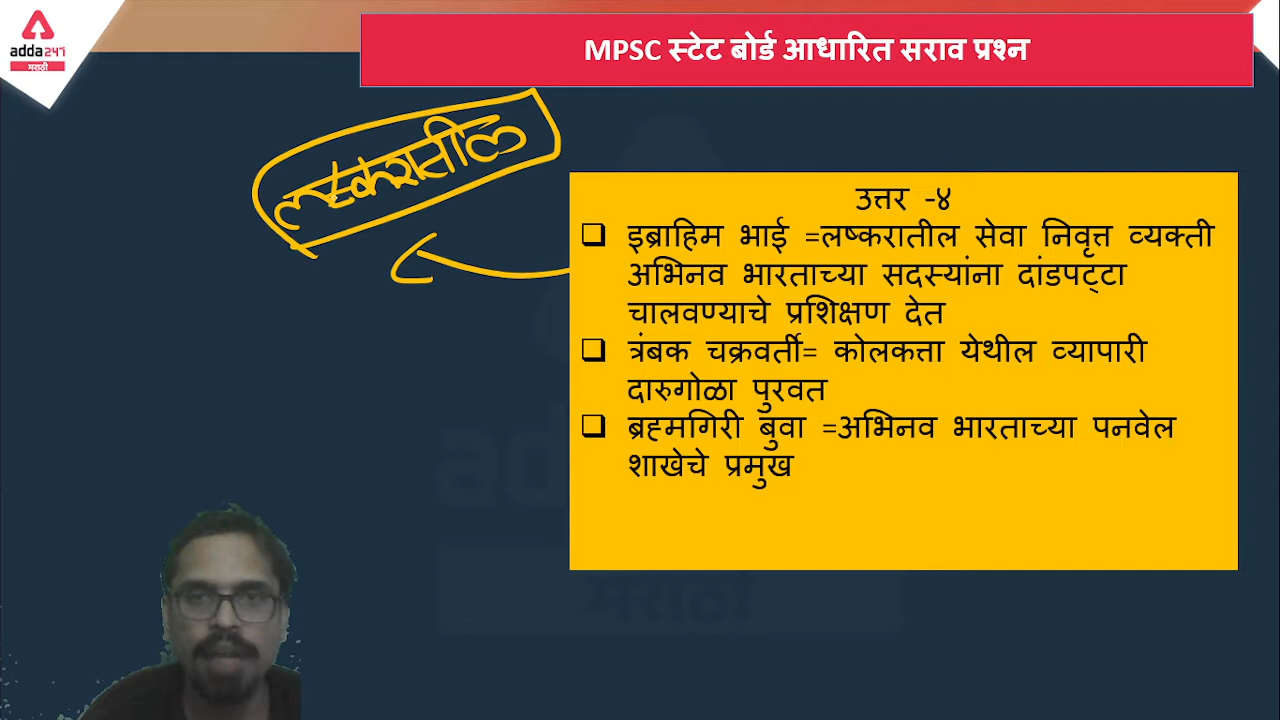 adda247
मराठी
MPSC स्टेट बोर्ड आधारित सराव प्रश्न
लष्करातील
उत्तर -४
इब्राहिम भाई =लष्करातील सेवा निवृत्त व्यक्ती
अभिनव भारताच्या सदस्यांना दांडपट्टा
चालवण्याचे प्रशिक्षण देत
त्रंबक चक्रवर्ती= कोलकत्ता येथील व्यापारी
दारुगोळा पुरवत
ब्रह्मगिरी बुवा =अभिनव भारताच्या पनवेल
शाखेचे प्रमुख
मराठी